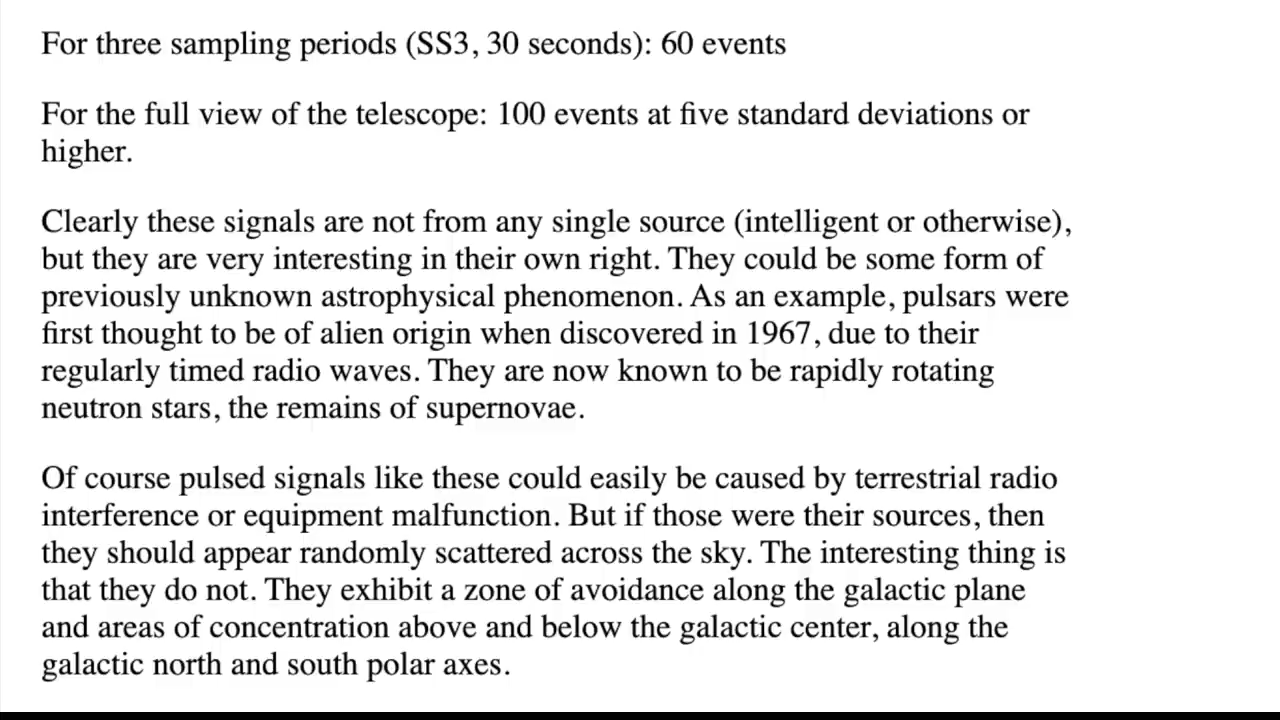 For three sampling periods (SS3, 30 seconds): 60 events
For the full view of the telescope: 100 events at five standard deviations or
higher.
Clearly these signals are not from any single source (intelligent or otherwise),
but they are very interesting in their own right. They could be some form of
previously unknown astrophysical phenomenon. As an example, pulsars were
first thought to be of alien origin when discovered in 1967, due to their
regularly timed radio waves. They are now known to be rapidly rotating
neutron stars, the remains of supernovae.
Of course pulsed signals like these could easily be caused by terrestrial radio
interference or equipment malfunction. But if those were their sources, then
they should appear randomly scattered across the sky. The interesting thing is
that they do not. They exhibit a zone of avoidance along the galactic plane
and areas of concentration above and below the galactic center, along the
galactic north and south polar axes.